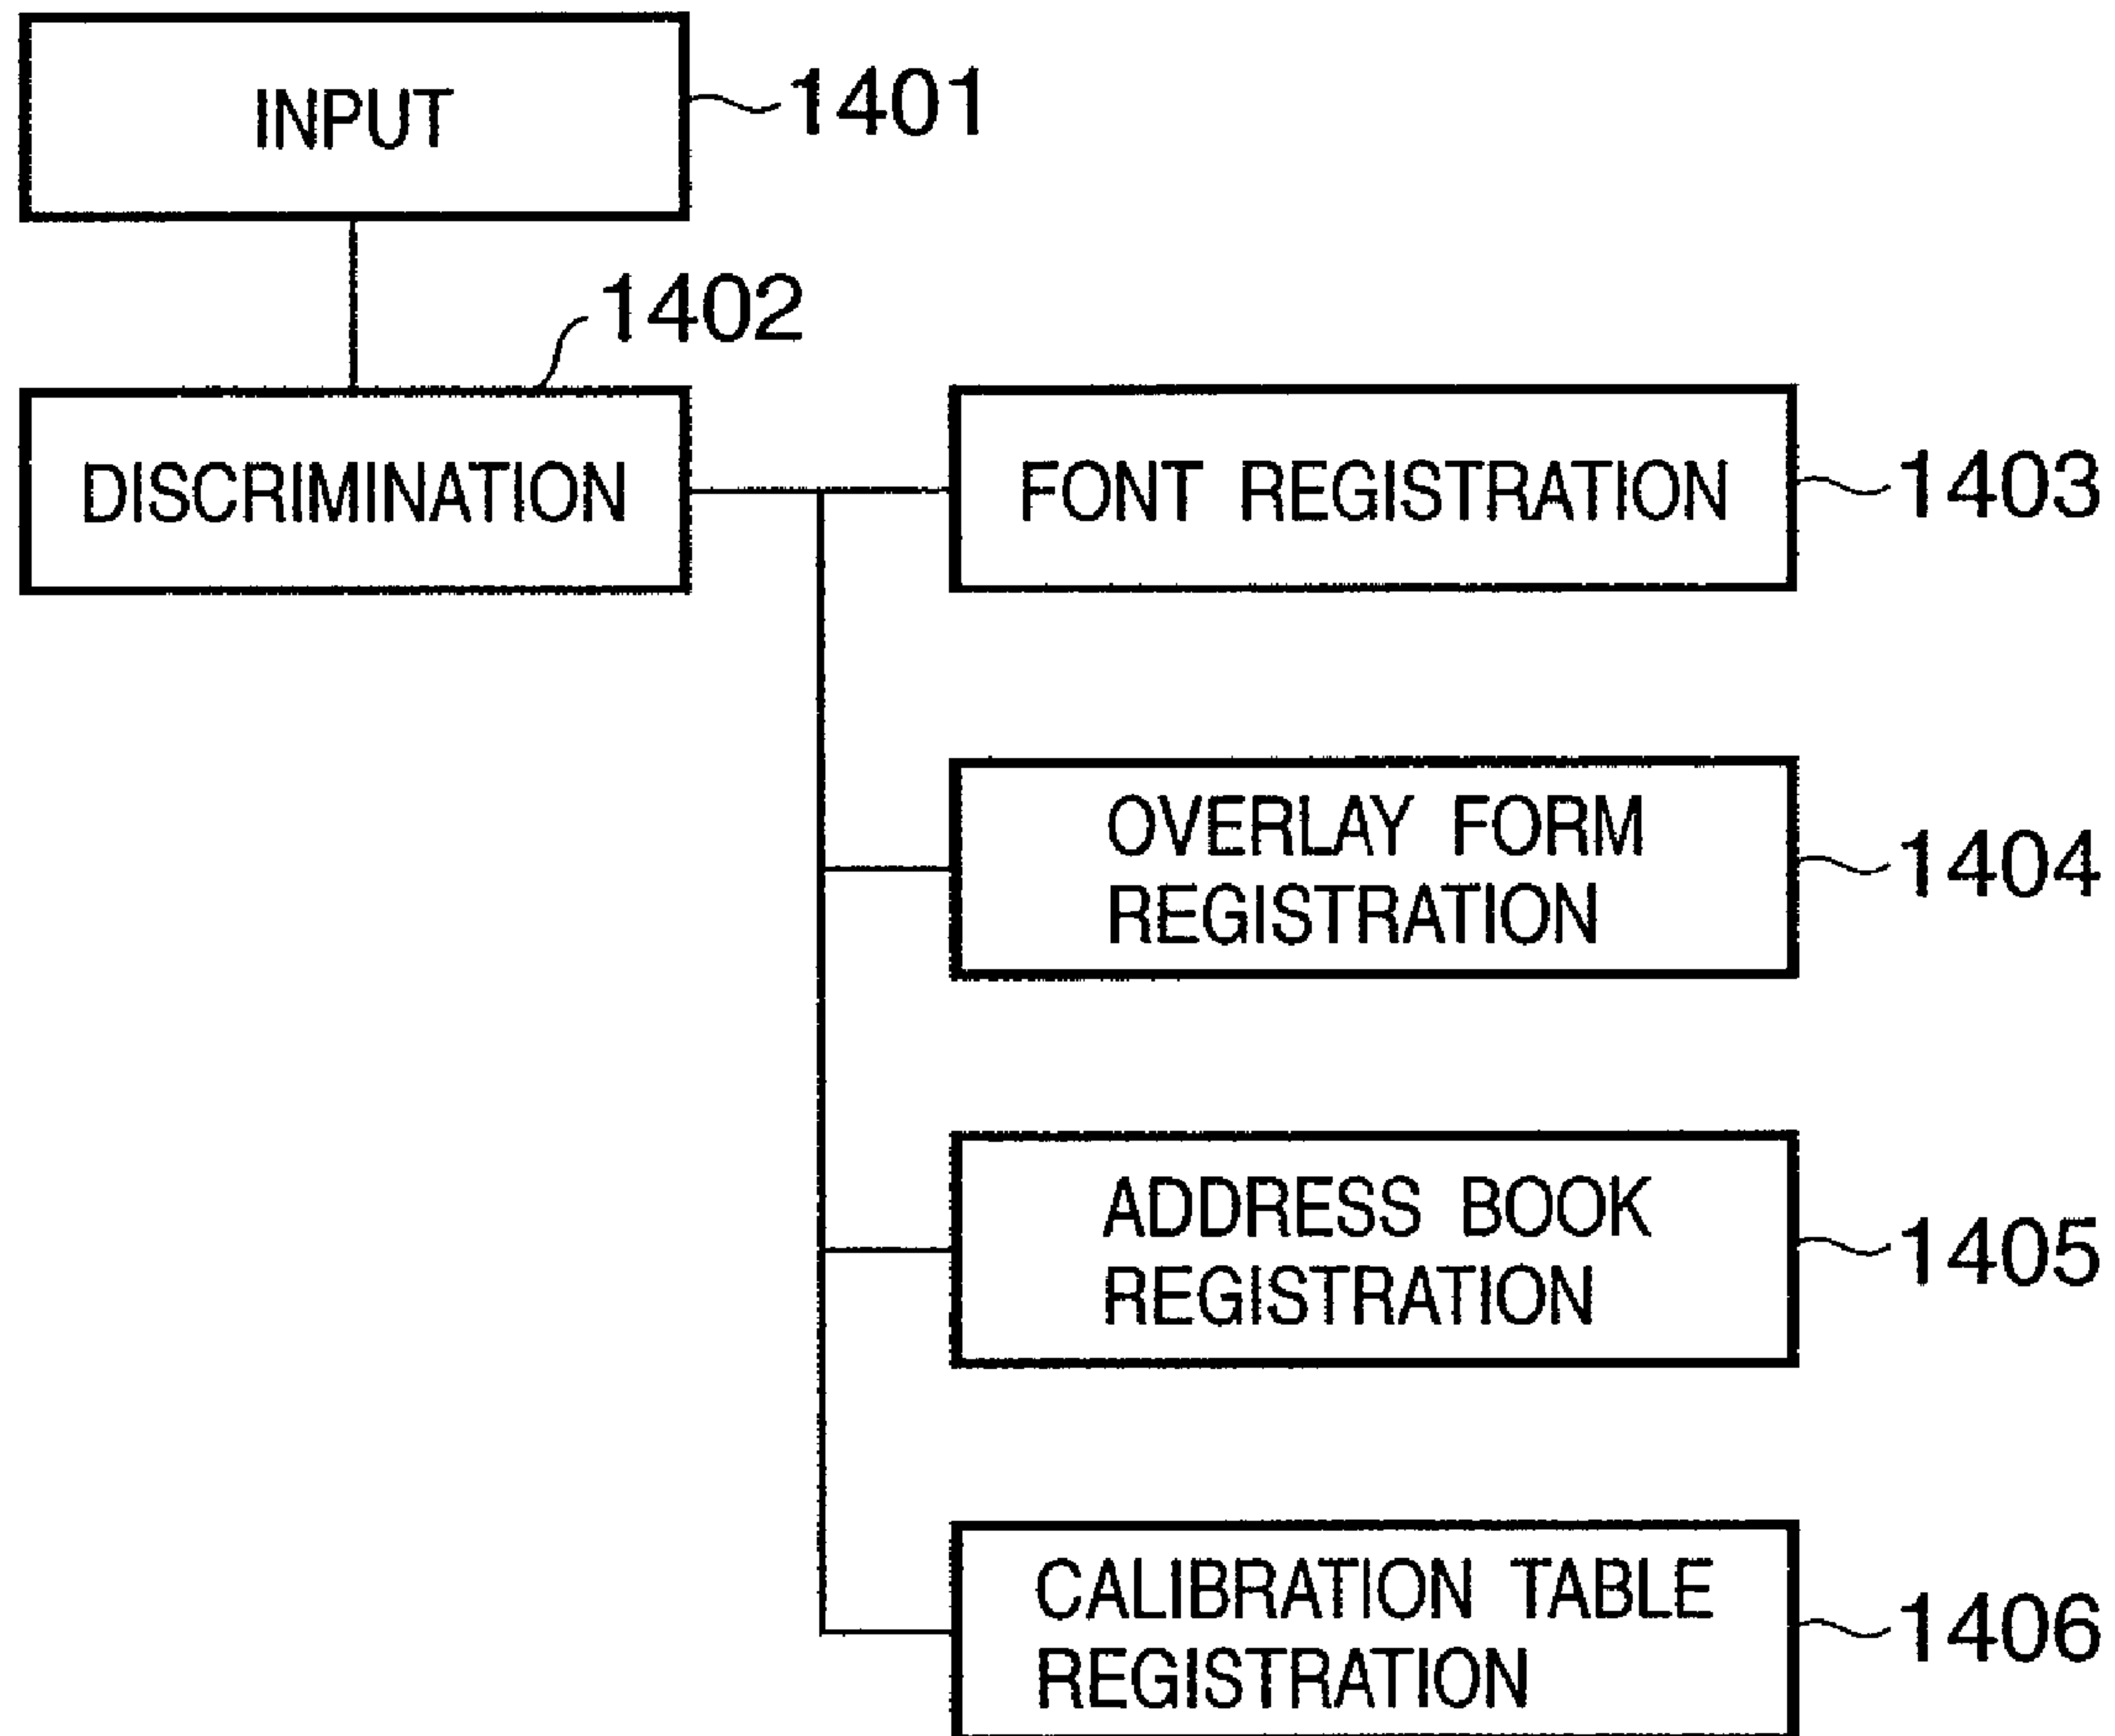 INPUT
1401
1402
DISCRIMINATION
FONT REGISTRATION
1403
OVERLAY FORM
REGISTRATION
1404
ADDRESS BOOK
REGISTRATION
1405
CALIBRATION TABLE
REGISTRATION
1406